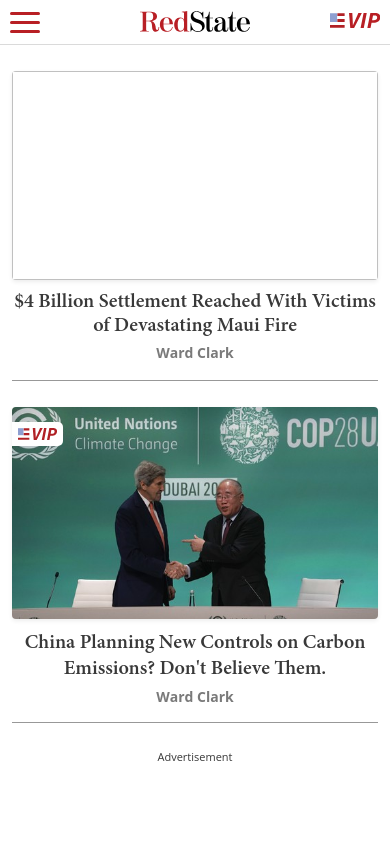 RedState
VIP
$4 Billion Settlement Reached With Victims
of Devastating Maui Fire
Ward Clark
VIP
United Nations
Climate Change
COP28U
DUBAI 20
China Planning New Controls on Carbon
Emissions? Don't Believe Them.
Ward Clark
Advertisement